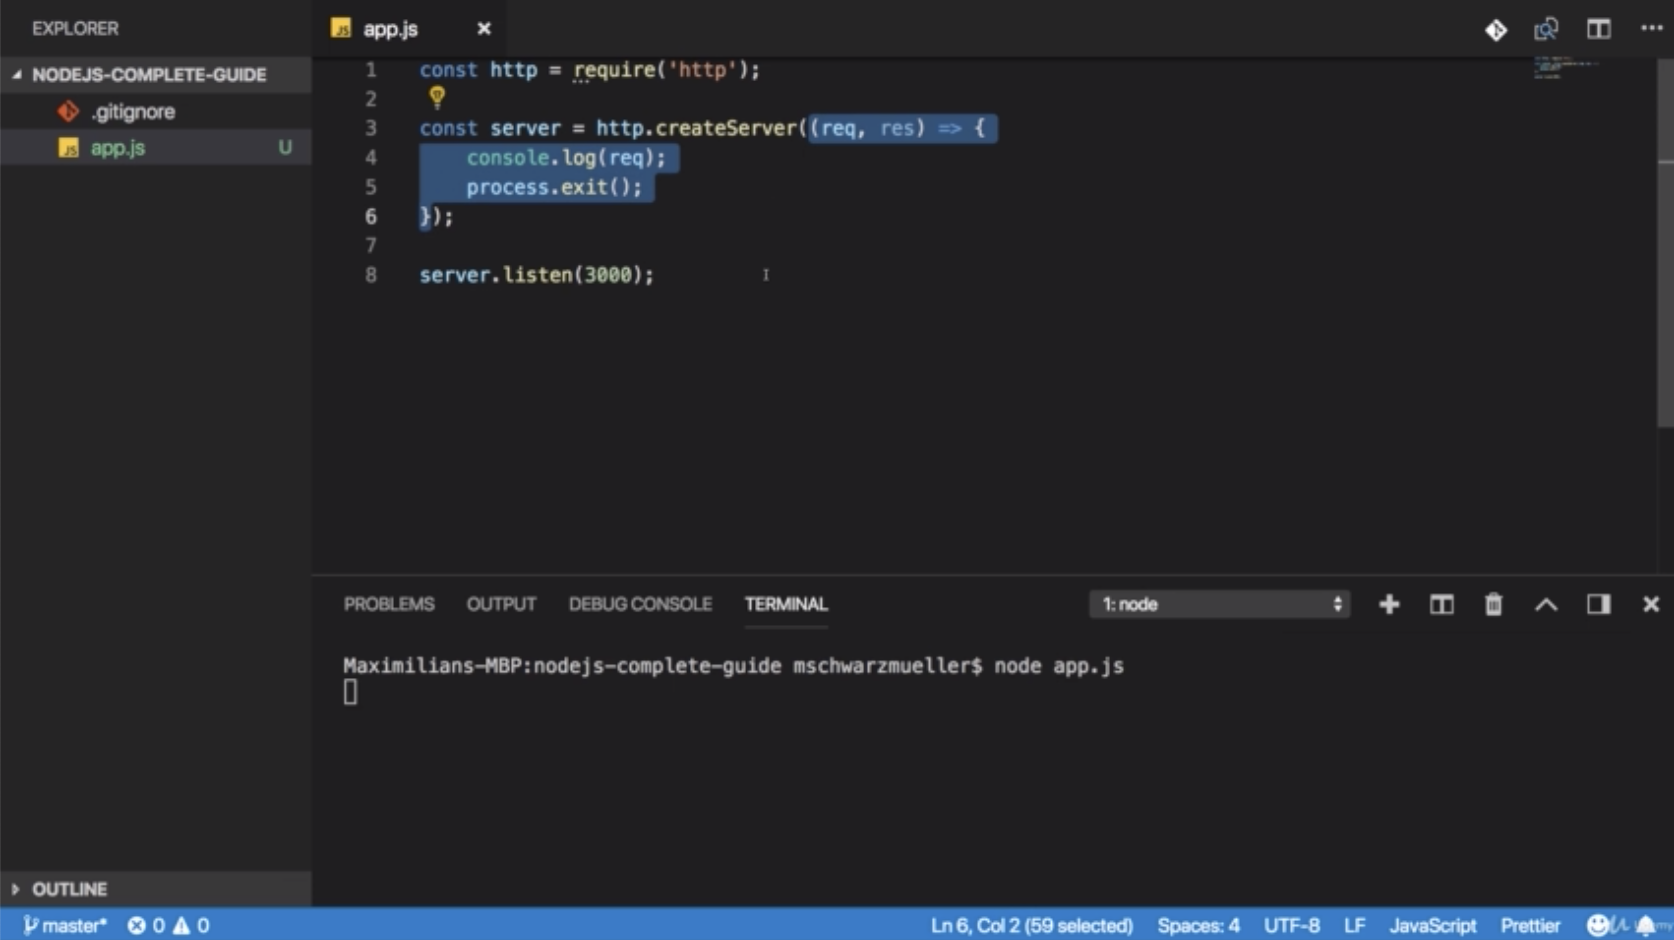 EXPLORER
app.js
NODEJS-COMPLETE-GUIDE
.gitignore
app.js U
1 const http = require('http');
2
3 const server = http.createServer((req, res) => {
4 console.log(req);
5 process.exit();
6 });
7
8 server.listen(3000);
PROBLEMS OUTPUT DEBUG CONSOLE TERMINAL 1: node
Maximilians-MBP:nodejs-complete-guide mschwarzmueller$ node app.js
OUTLINE
master* 0 0 Ln 6, Col 2 (59 selected) Spaces: 4 UTF-8 LF JavaScript Prettier